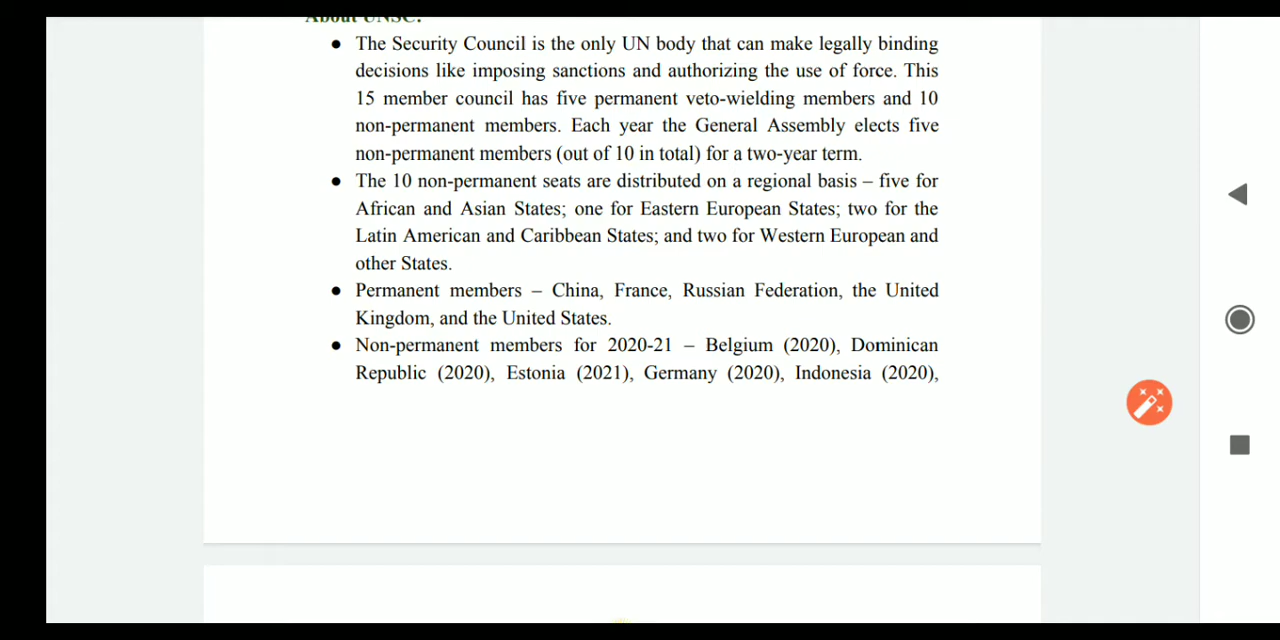 About UNSC:
● The Security Council is the only UN body that can make legally binding
decisions like imposing sanctions and authorizing the use of force. This
15 member council has five permanent veto-wielding members and 10
non-permanent members. Each year the General Assembly elects five
non-permanent members (out of 10 in total) for a two-year term.
● The 10 non-permanent seats are distributed on a regional basis – five for
African and Asian States; one for Eastern European States; two for the
Latin American and Caribbean States; and two for Western European and
other States.
● Permanent members – China, France, Russian Federation, the United
Kingdom, and the United States.
● Non-permanent members for 2020-21 – Belgium (2020), Dominican
Republic (2020), Estonia (2021), Germany (2020), Indonesia (2020),